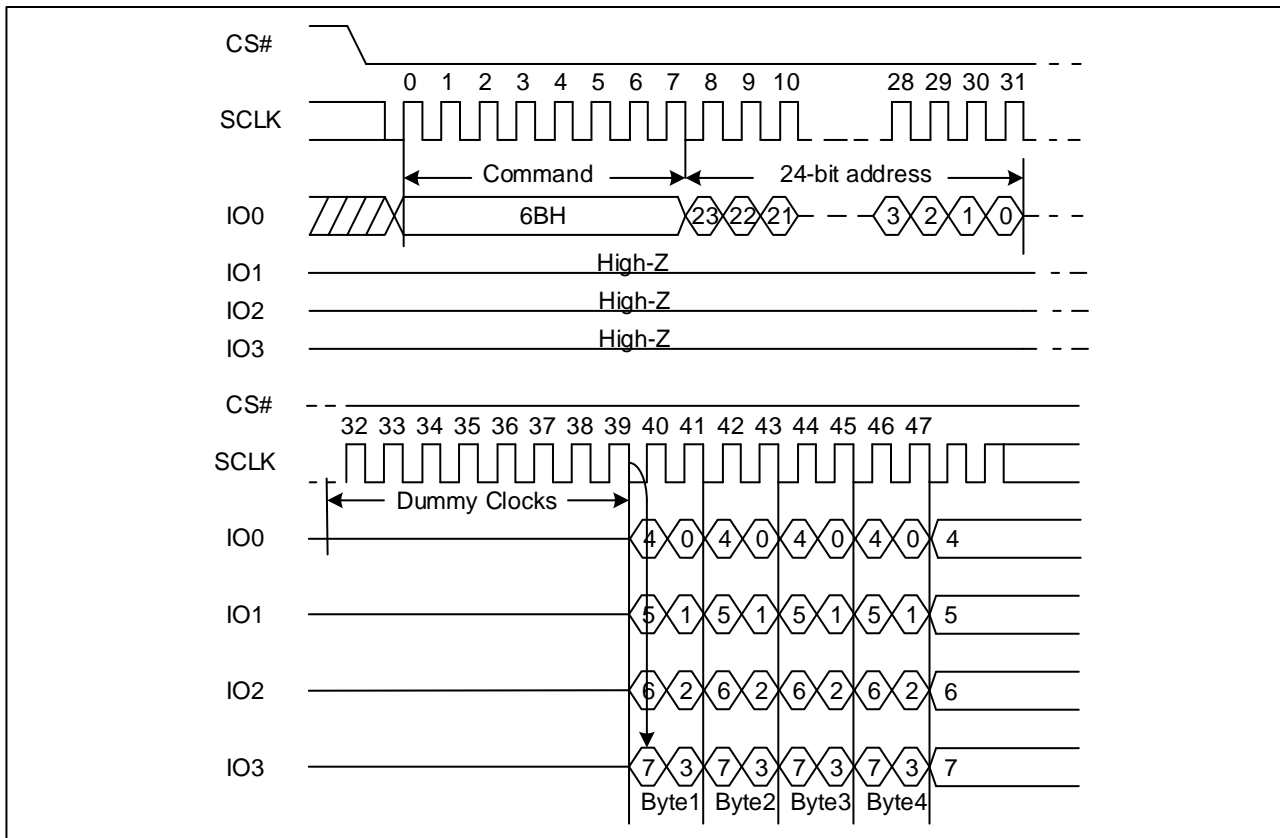 CS#
0 1 2 3 4 5 6 7 8 9 10 28 29 30 31
SCLK
Command 24-bit address
IO0 6BH 23 22 21 3 2 1 0
IO1 High-Z
IO2 High-Z
IO3 High-Z
CS#
32 33 34 35 36 37 38 39 40 41 42 43 44 45 46 47
SCLK
Dummy Clocks
IO0 4 0 4 0 4 0 4 0 4
IO1 5 1 5 1 5 1 5 1 5
IO2 6 2 6 2 6 2 6 2 6
IO3 7 3 7 3 7 3 7 3 7
Byte1 Byte2 Byte3 Byte4